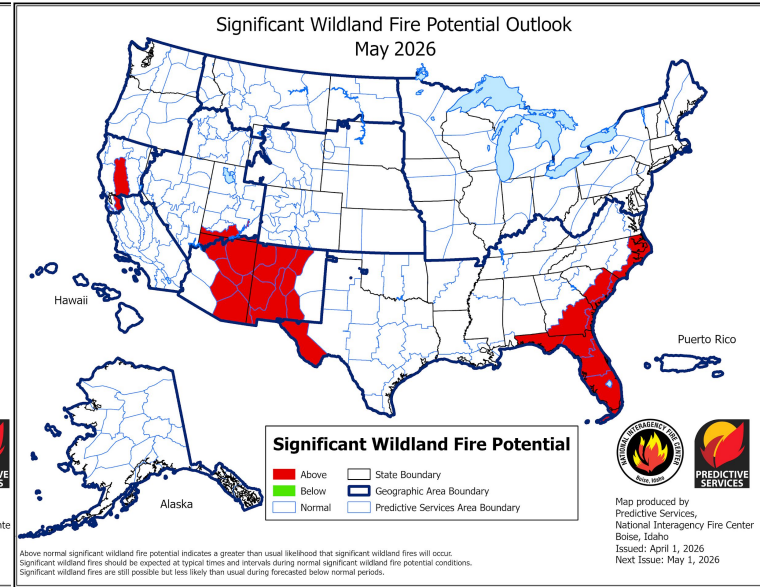 Significant Wildland Fire Potential Outlook
May 2026
Hawaii
Puerto Rico
Alaska
Significant Wildland Fire Potential
Above
Below
Normal
State Boundary
Geographic Area Boundary
Predictive Services Area Boundary
NATIONAL INTERAGENCY FIRE CENTER
Boise, Idaho
PREDICTIVE
SERVICES
Map produced by
Predictive Services,
National Interagency Fire Center
Boise, Idaho
Issued: April 1, 2026
Next Issue: May 1, 2026
VE
S
nte
Above normal significant wildland fire potential indicates a greater than usual likelihood that significant wildland fires will occur.
Significant wildland fires should be expected at typical times and intervals during normal significant wildland fire potential conditions.
Significant wildland fires are still possible but less likely than usual during forecasted below normal periods.